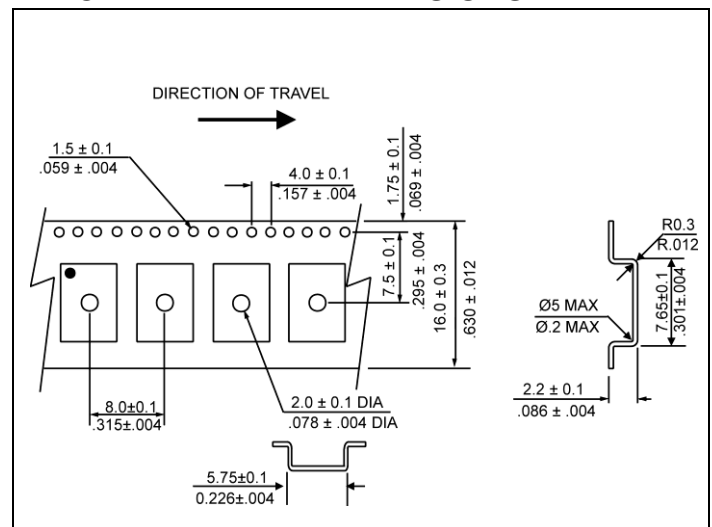 DIRECTION OF TRAVEL
1.5 ± 0.1
.059 ± .004
4.0 ± 0.1
.157 ± .004
1.75 ± 0.1
.069 ± .004
7.5 ± 0.1
.295 ± .004
16.0 ± 0.3
.630 ± .012
R0.3
R.012
Ø5 MAX
Ø.2 MAX
7.65±0.1
.301±.004
8.0±0.1
.315±.004
2.0 ± 0.1 DIA
.078 ± .004 DIA
2.2 ± 0.1
.086 ± .004
5.75±0.1
0.226±.004